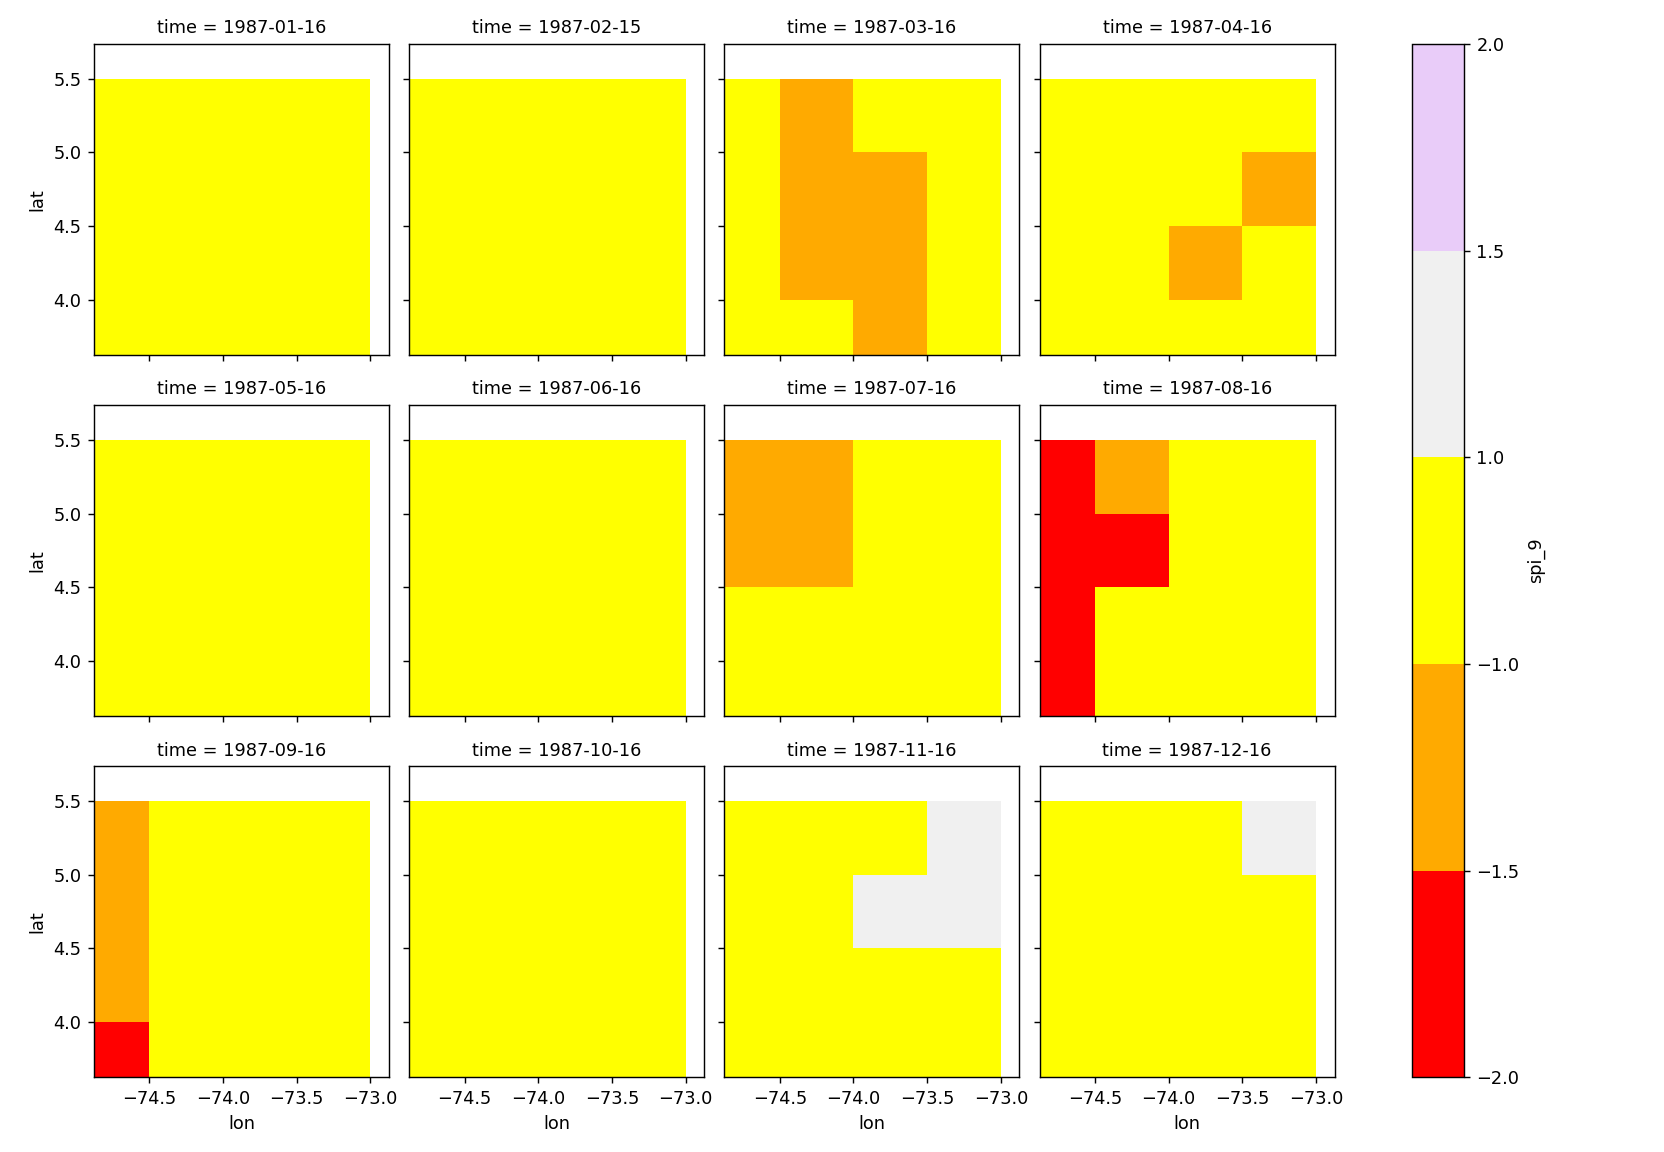 time = 1987-01-16 time = 1987-02-15 time = 1987-03-16 time = 1987-04-16
2.0
5.5
5.0
lat
4.5
4.0
1.5
time = 1987-05-16 time = 1987-06-16 time = 1987-07-16 time = 1987-08-16
5.5
1.0
5.0
lat
4.5
4.0
spi_9
−1.0
time = 1987-09-16 time = 1987-10-16 time = 1987-11-16 time = 1987-12-16
5.5
5.0
lat
4.5
4.0
−1.5
−2.0
−74.5 −74.0 −73.5 −73.0 −74.5 −74.0 −73.5 −73.0 −74.5 −74.0 −73.5 −73.0 −74.5 −74.0 −73.5 −73.0
lon lon lon lon